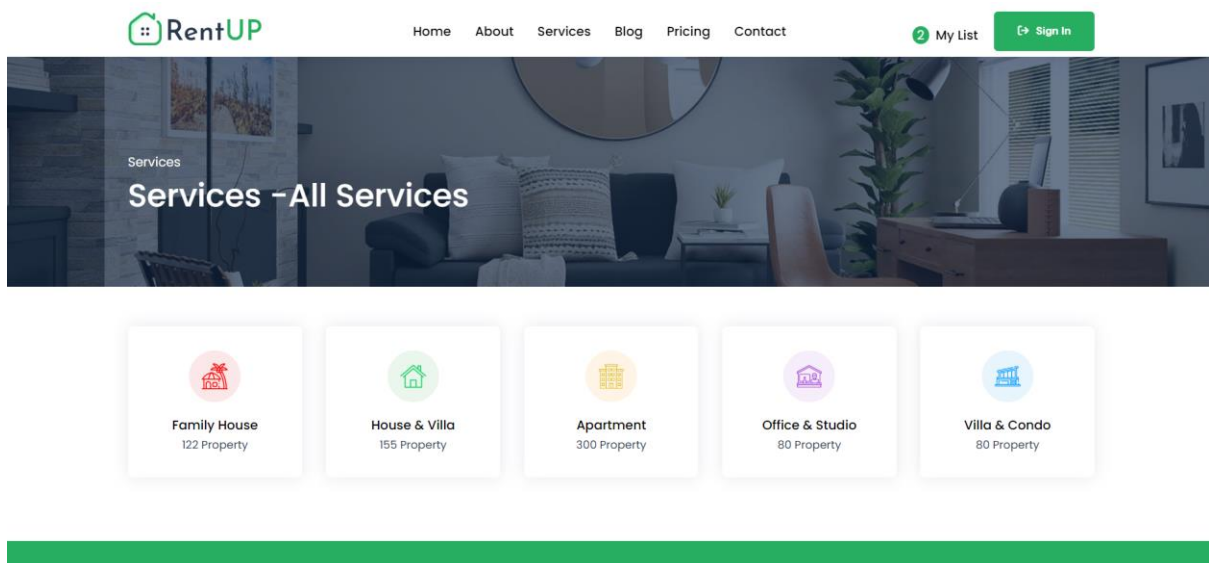 RentUP
Home About Services Blog Pricing Contact
2 My List
Sign In
Services
Services -All Services
Family House
122 Property
House & Villa
155 Property
Apartment
300 Property
Office & Studio
80 Property
Villa & Condo
80 Property